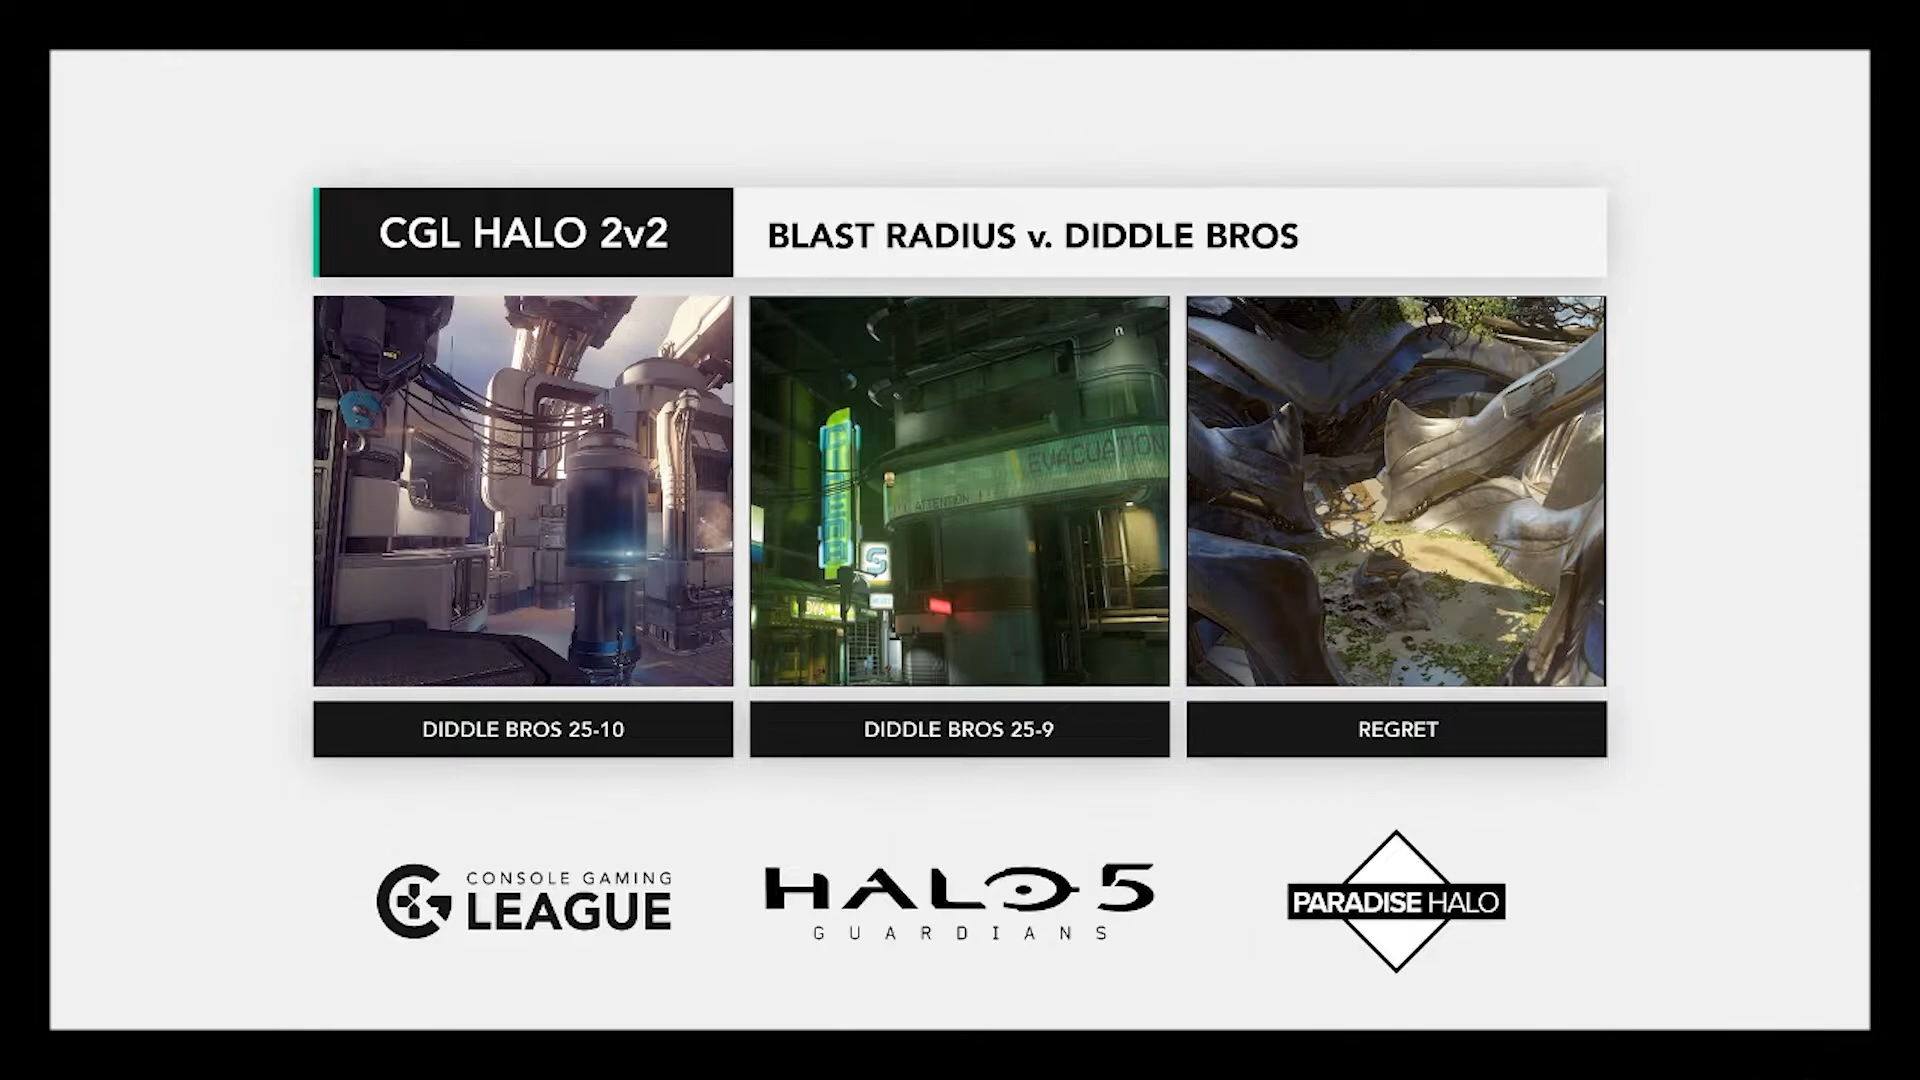 CGL HALO 2v2
BLAST RADIUS v. DIDDLE BROS
EVACUATION
ATTENTION
S
DIDDLE BROS 25-10
DIDDLE BROS 25-9
REGRET
CONSOLE GAMING
LEAGUE
HALO 5
GUARDIANS
PARADISE HALO